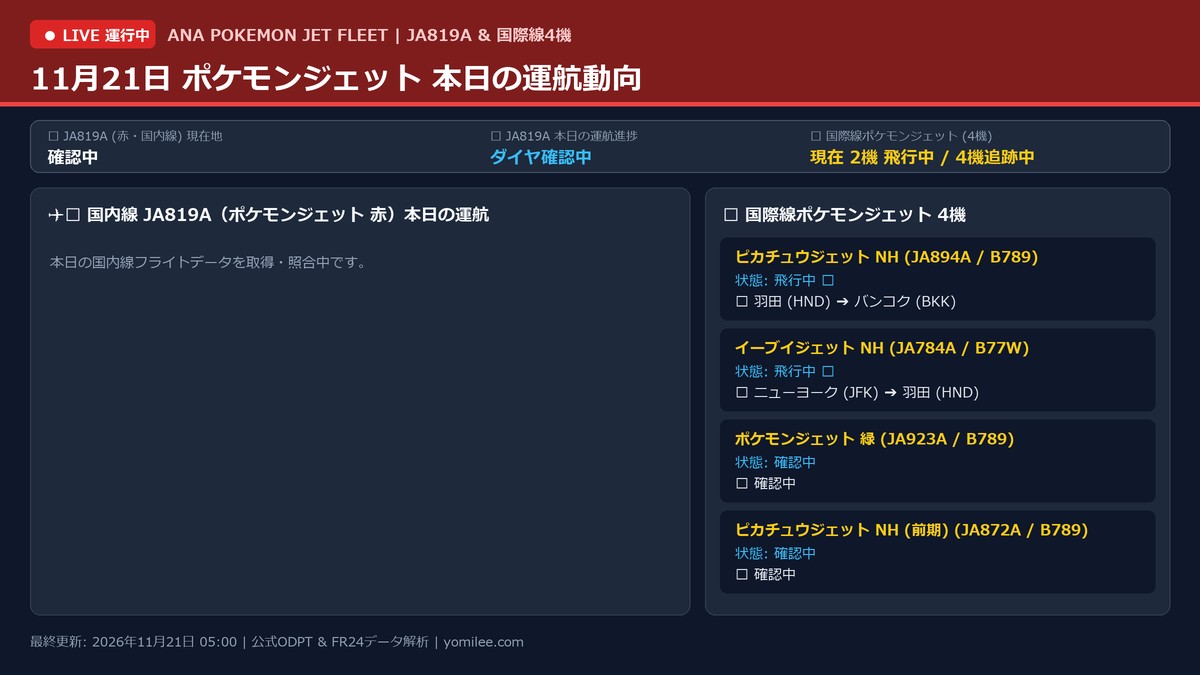 ● LIVE 運行中 ANA POKEMON JET FLEET | JA819A & 国際線4機
11月21日 ポケモンジェット 本日の運航動向
□ JA819A (赤・国内線) 現在地
確認中
□ JA819A 本日の運航進捗
ダイヤ確認中
□ 国際線ポケモンジェット (4機)
現在 2機 飛行中 / 4機追跡中
✈□ 国内線 JA819A（ポケモンジェット 赤）本日の運航
本日の国内線フライトデータを取得・照合中です。
□ 国際線ポケモンジェット 4機
ピカチュウジェット NH (JA894A / B789)
状態: 飛行中 □
□ 羽田 (HND) ➔ バンコク (BKK)
イーブイジェット NH (JA784A / B77W)
状態: 飛行中 □
□ ニューヨーク (JFK) ➔ 羽田 (HND)
ポケモンジェット 緑 (JA923A / B789)
状態: 確認中
□ 確認中
ピカチュウジェット NH (前期) (JA872A / B789)
状態: 確認中
□ 確認中
最終更新: 2026年11月21日 05:00 | 公式ODPT & FR24データ解析 | yomilee.com